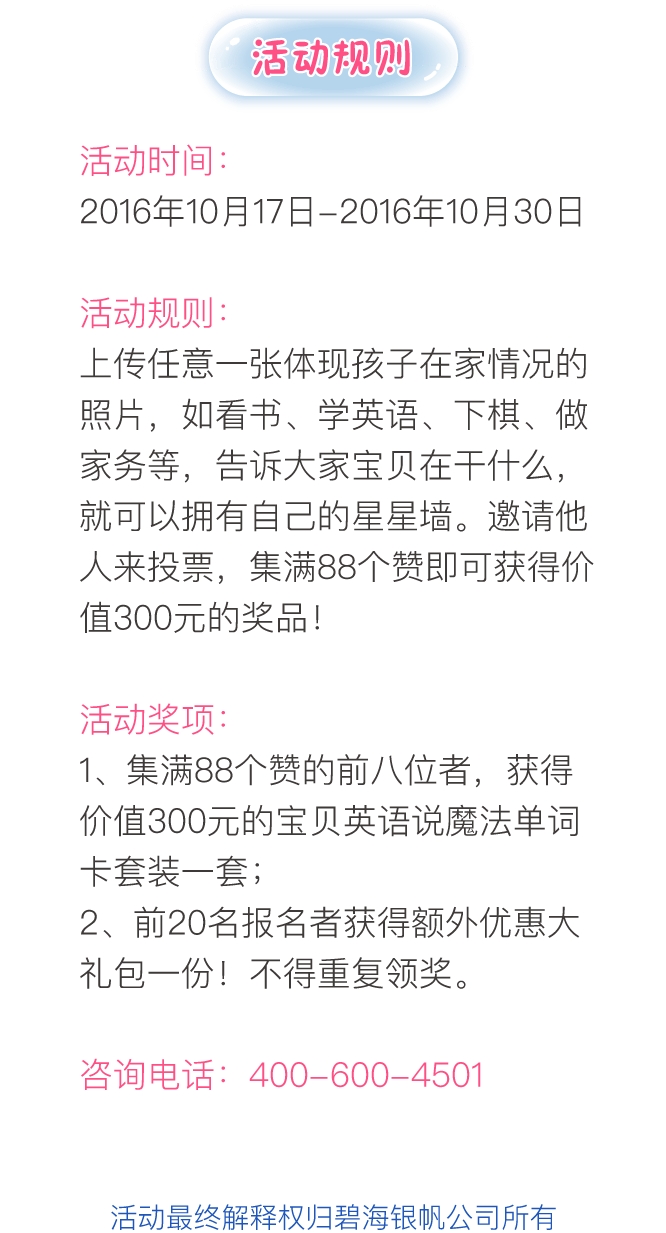 活动规则
活动时间：
2016年10月17日-2016年10月30日
活动规则：
上传任意一张体现孩子在家情况的
照片，如看书、学英语、下棋、做
家务等，告诉大家宝贝在干什么，
就可以拥有自己的星星墙。邀请他
人来投票，集满88个赞即可获得价
值300元的奖品！
活动奖项：
1、集满88个赞的前八位者，获得
价值300元的宝贝英语说魔法单词
卡套装一套；
2、前20名报名者获得额外优惠大
礼包一份！不得重复领奖。
咨询电话：400-600-4501
活动最终解释权归碧海银帆公司所有